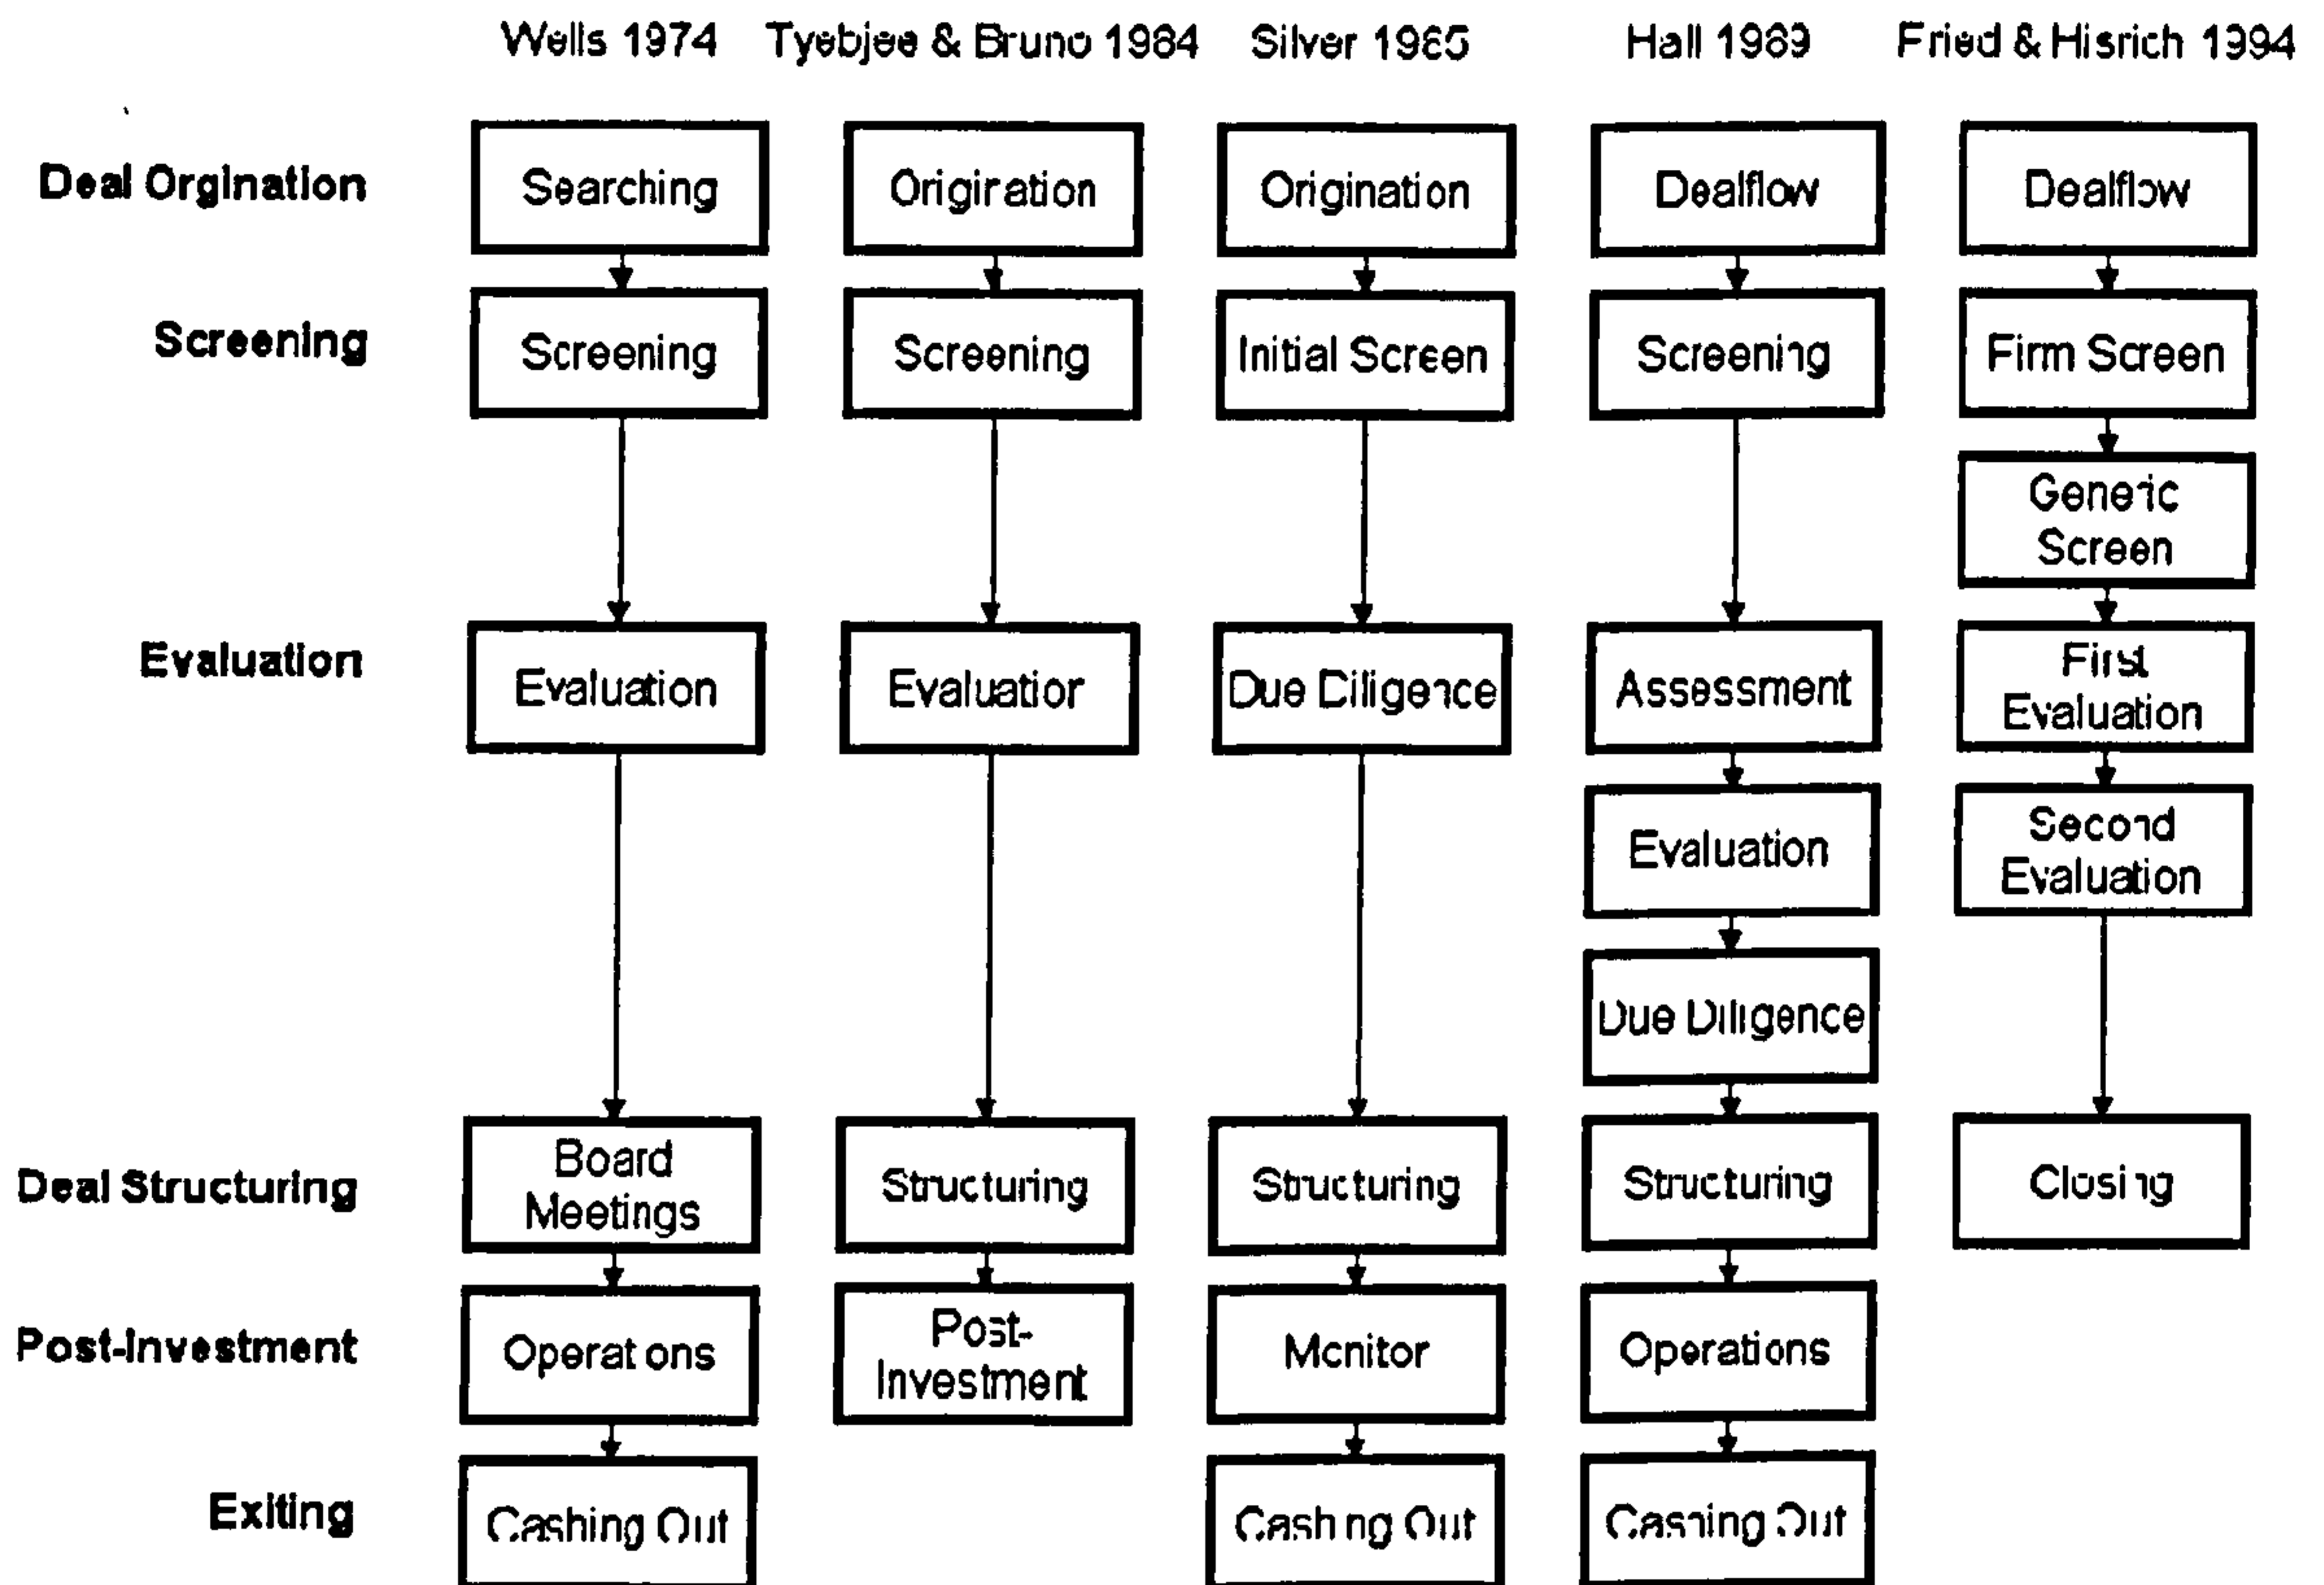 Wells 1974 Tyebjee & Bruno 1984 Silver 1985 Hall 1989 Fried & Hisrich 1994
Deal Orgination Searching Origination Origination Dealflow Dealflow
Screening Screening Screening Initial Screen Screening Firm Screen
Generic
Screen
Evaluation Evaluation Evaluation Due Diligence Assessment First
Evaluation
Evaluation Second
Evaluation
Due Diligence
Deal Structuring Board
Meetings Structuring Structuring Structuring Closing
Post-Investment Operations Post-
Investment Monitor Operations
Exiting Cashing Out Cashing Out Cashing Out